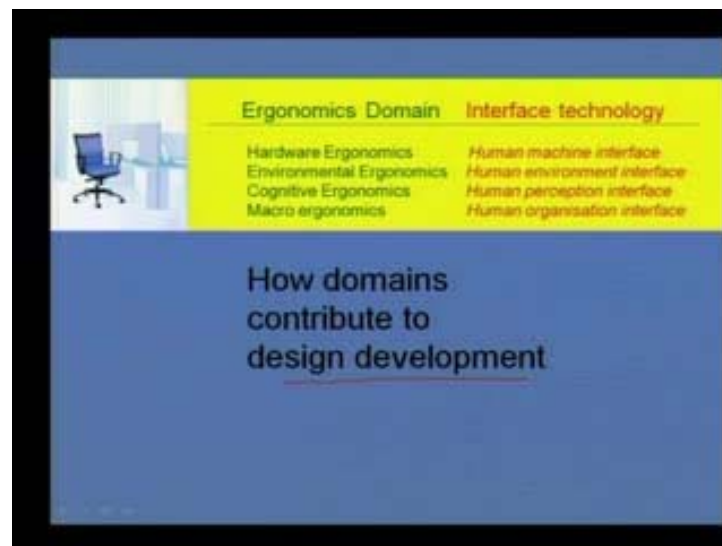 Ergonomics Domain Interface technology
Hardware Ergonomics Human machine interface
Environmental Ergonomics Human environment interface
Cognitive Ergonomics Human perception interface
Macro ergonomics Human organisation interface
How domains
contribute to
design development